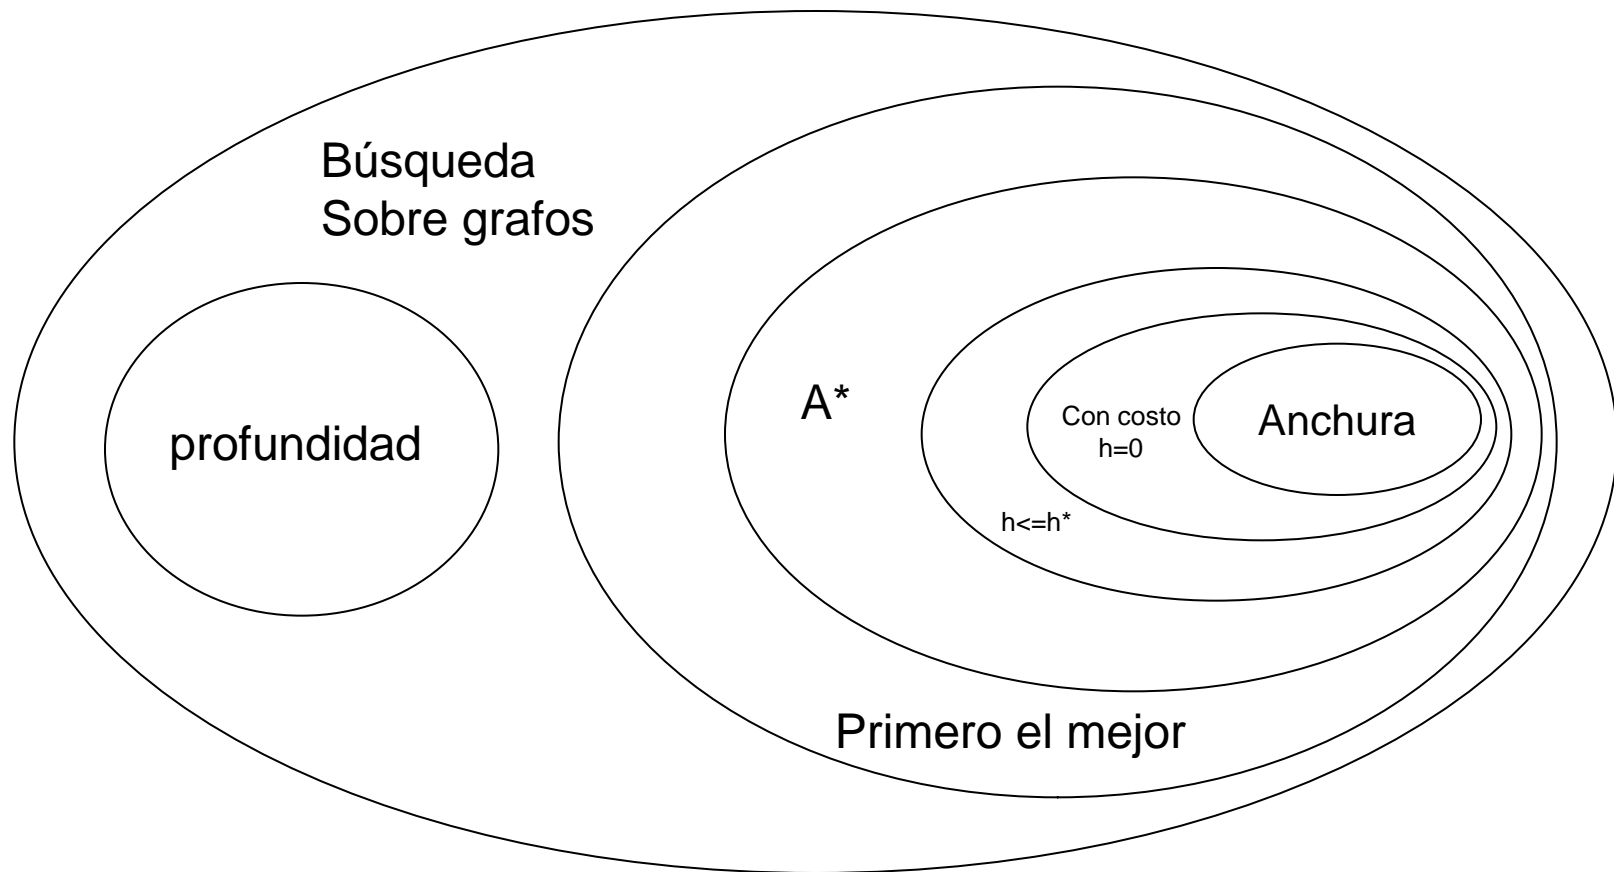 Búsqueda
Sobre grafos
profundidad
A*
Con costo
h=0
Anchura
h<=h*
Primero el mejor